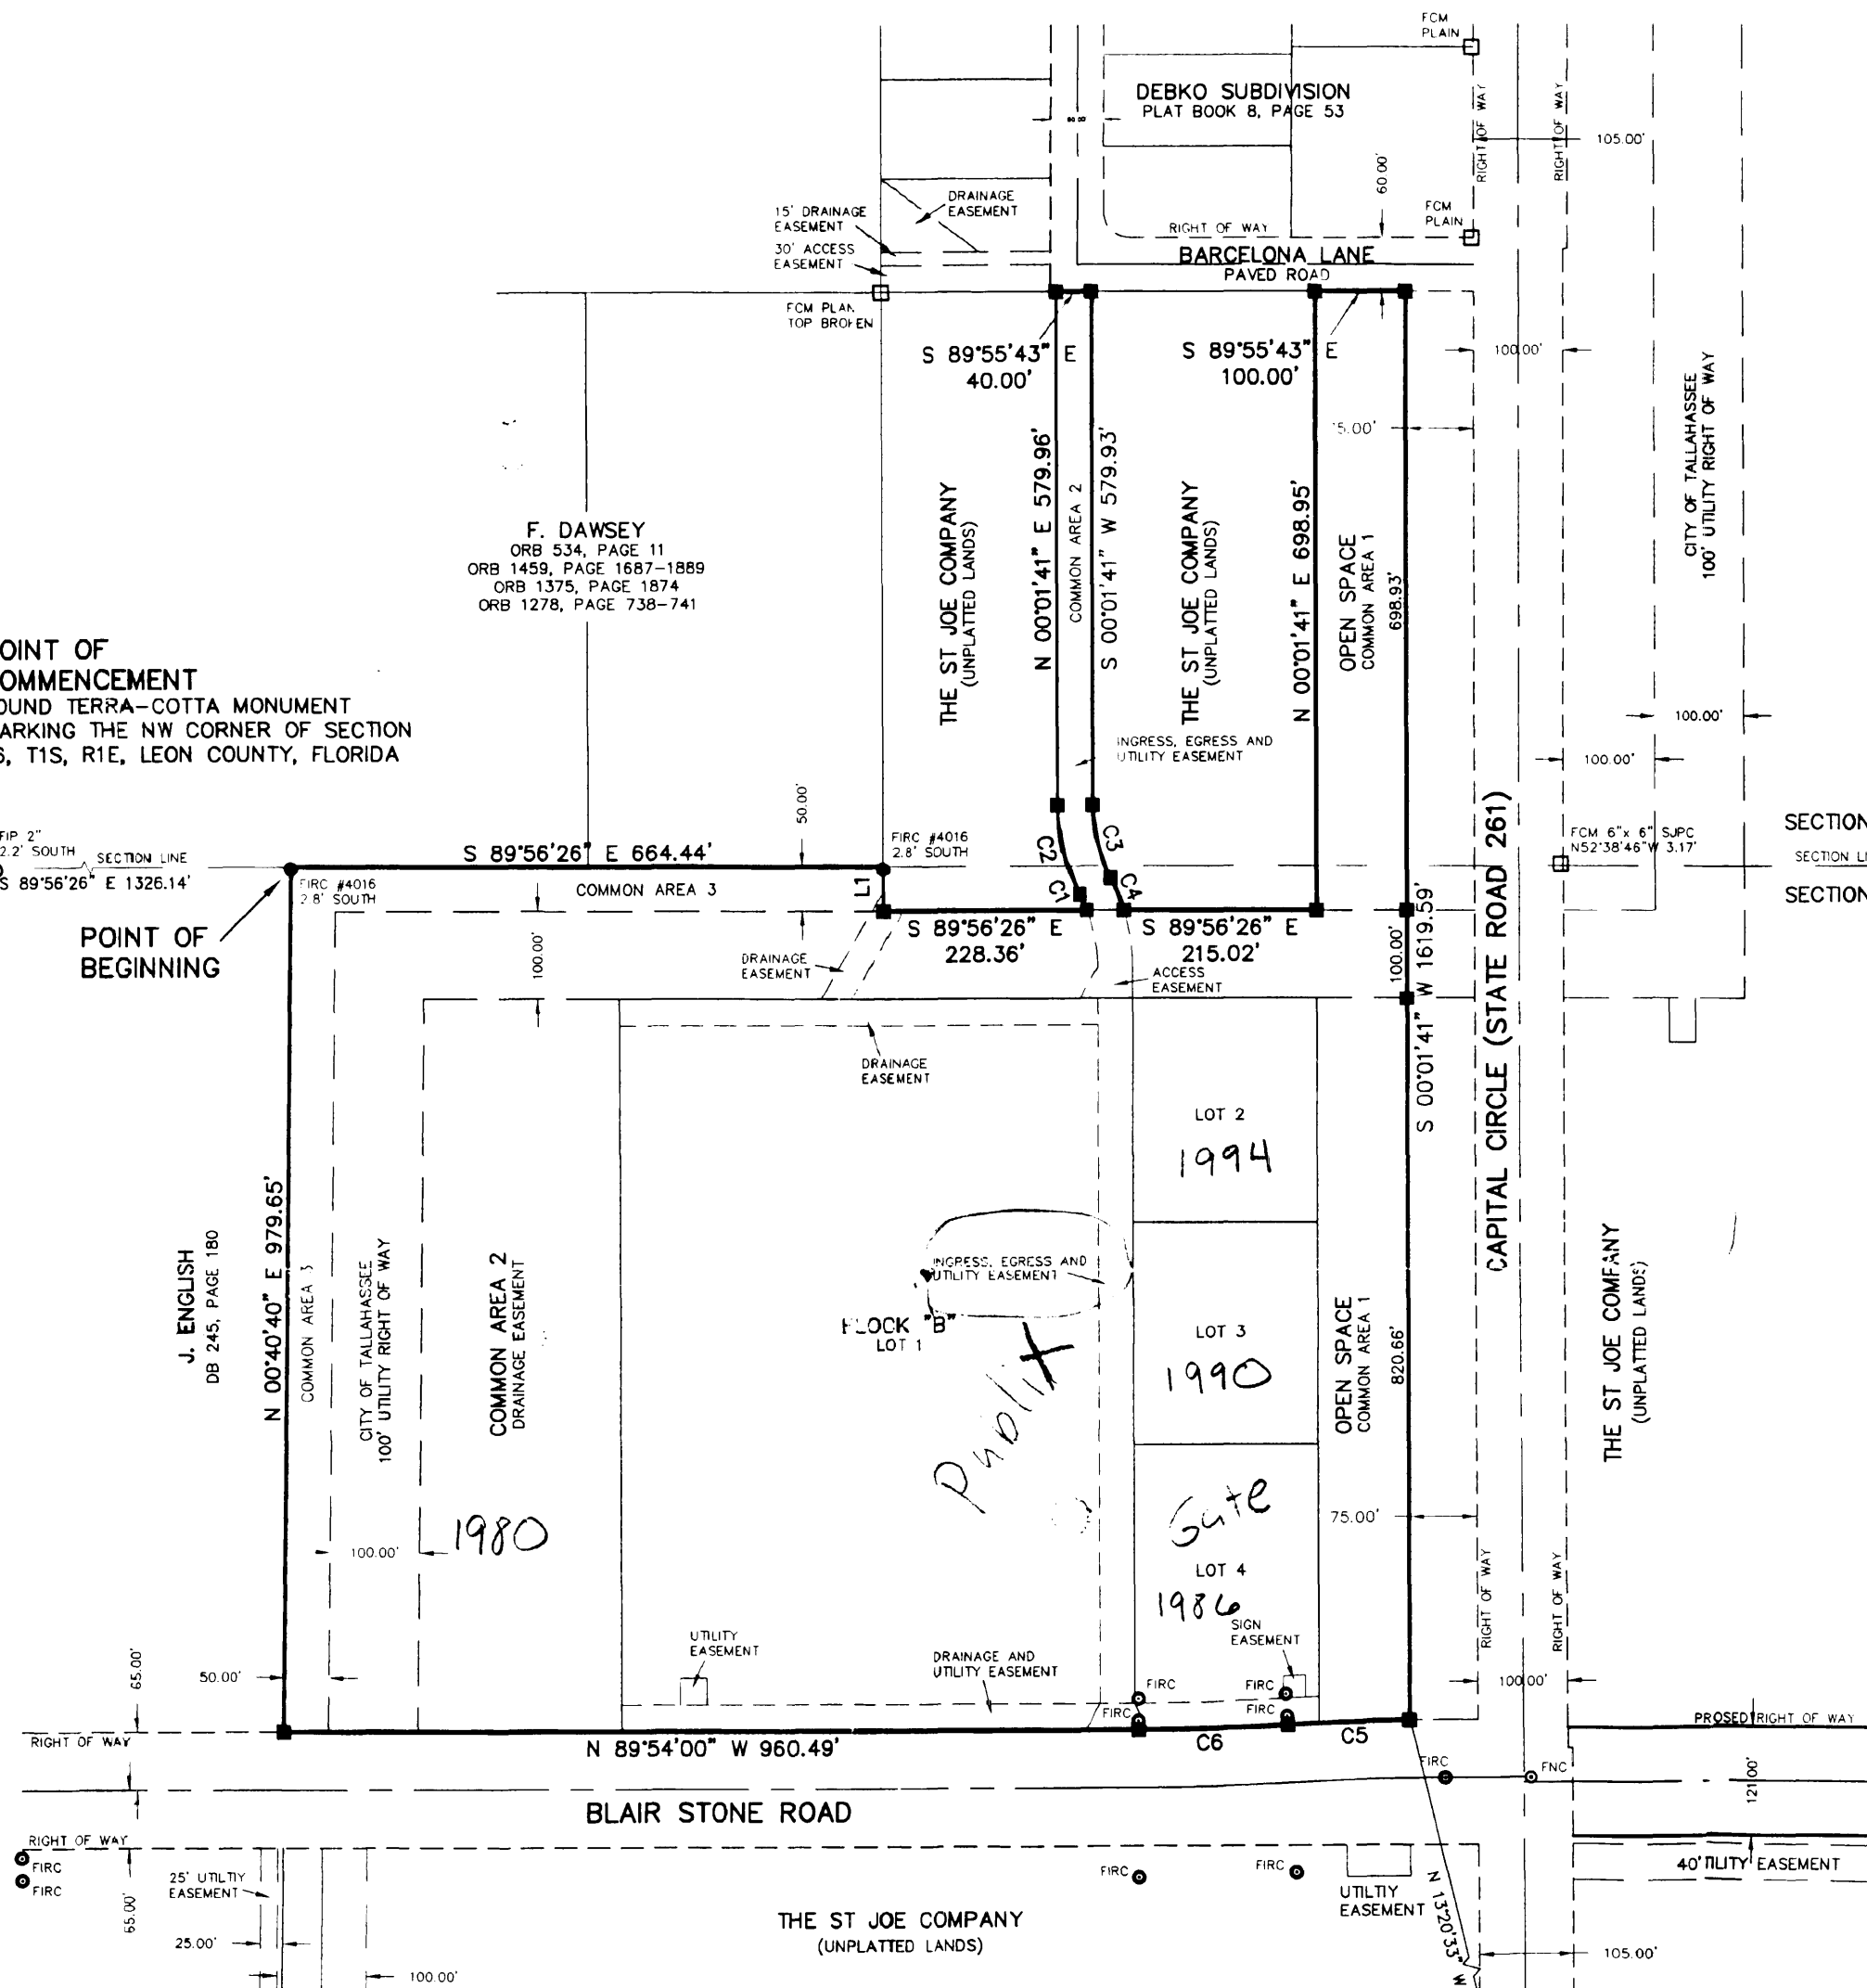 FCM
PLAIN
DEBKO SUBDIVISION
PLAT BOOK 8, PAGE 53
RIGHT OF WAY
RIGHT OF WAY
105.00'
60.00'
DRAINAGE
EASEMENT
15' DRAINAGE
EASEMENT
30' ACCESS
EASEMENT
FCM
PLAIN
RIGHT OF WAY
BARCELONA LANE
PAVED ROAD
FCM PLAN
TOP BROKEN
S 89°55'43" E
40.00'
S 89°55'43" E
100.00'
100.00'
CITY OF TALLAHASSEE
100' UTILITY RIGHT OF WAY
5.00'
F. DAWSEY
ORB 534, PAGE 11
ORB 1459, PAGE 1687-1889
ORB 1375, PAGE 1874
ORB 1278, PAGE 738-741
THE ST JOE COMPANY
(UNPLATTED LANDS)
N 00°01'41" E 579.96'
COMMON AREA 2
S 00°01'41" W 579.93'
THE ST JOE COMPANY
(UNPLATTED LANDS)
N 00°01'41" E 698.95'
OPEN SPACE
COMMON AREA 1
698.93'
OINT OF
OMMENCEMENT
OUND TERRA-COTTA MONUMENT
ARKING THE NW CORNER OF SECTION
6, T1S, R1E, LEON COUNTY, FLORIDA
INGRESS, EGRESS AND
UTILITY EASEMENT
100.00'
100.00'
50.00'
FIP 2"
2.2' SOUTH
SECTION LINE
S 89°56'26" E 1326.14'
S 89°56'26" E 664.44'
FIRC #4016
2.8' SOUTH
C2
C3
FCM 6"x 6" SJPC
N52°38'46"W 3.17'
SECTION
SECTION LI
SECTION
FIRC #4016
2.8' SOUTH
COMMON AREA 3
L1
C1
C4
POINT OF
BEGINNING
100.00'
S 89°56'26" E
228.36'
S 89°56'26" E
215.02'
100.00'
S 00°01'41" W 1619.59'
CAPITAL CIRCLE (STATE ROAD 261)
DRAINAGE
EASEMENT
ACCESS
EASEMENT
DRAINAGE
EASEMENT
LOT 2
1994
J. ENGLISH
DB 245, PAGE 180
N 00°40'40" E 979.65'
COMMON AREA 3
CITY OF TALLAHASSEE
100' UTILITY RIGHT OF WAY
COMMON AREA 2
DRAINAGE EASEMENT
INGRESS, EGRESS AND
UTILITY EASEMENT
BLOCK "B"
LOT 1
Publix
LOT 3
1990
OPEN SPACE
COMMON AREA 1
820.66'
THE ST JOE COMPANY
(UNPLATTED LANDS)
1980
100.00'
75.00'
LOT 4
1986
SIGN
EASEMENT
RIGHT OF WAY
RIGHT OF WAY
UTILITY
EASEMENT
DRAINAGE AND
UTILITY EASEMENT
65.00'
50.00'
FIRC
FIRC
FIRC
FIRC
100.00'
RIGHT OF WAY
N 89°54'00" W 960.49'
C6
C5
PROSED RIGHT OF WAY
FIRC
FNC
121.00'
BLAIR STONE ROAD
RIGHT OF WAY
FIRC
FIRC
65.00'
25' UTILTIY
EASEMENT
25.00'
100.00'
THE ST JOE COMPANY
(UNPLATTED LANDS)
FIRC
FIRC
UTILTIY
EASEMENT
N 13°20'33" W
40' TILITY EASEMENT
105.00'